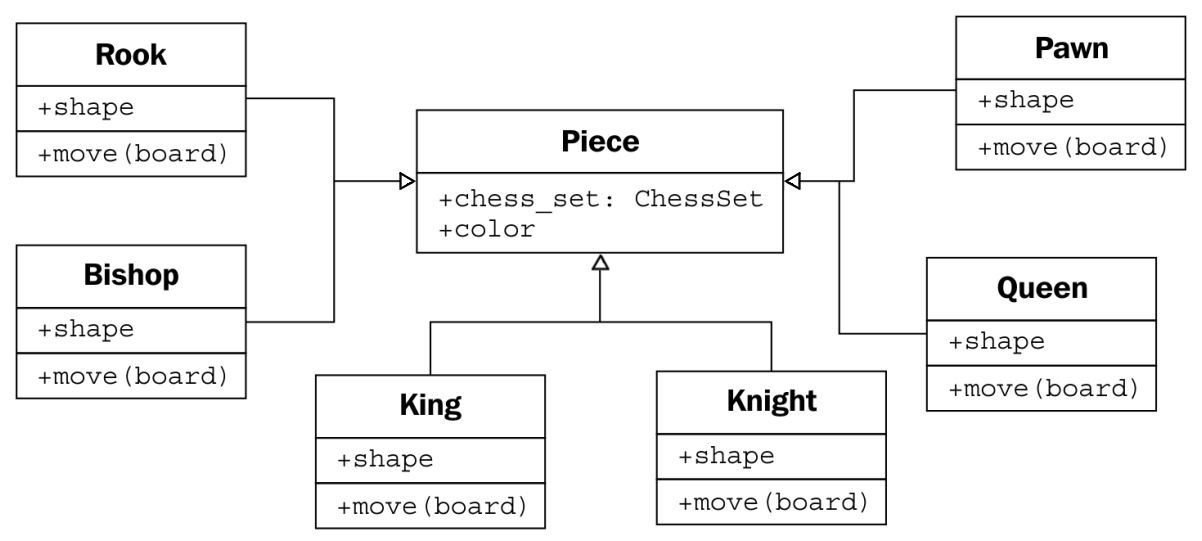 Rook
+shape
+move(board)
Pawn
+shape
+move(board)
Piece
+chess_set: ChessSet
+color
Bishop
+shape
+move(board)
Queen
+shape
+move(board)
King
+shape
+move(board)
Knight
+shape
+move(board)